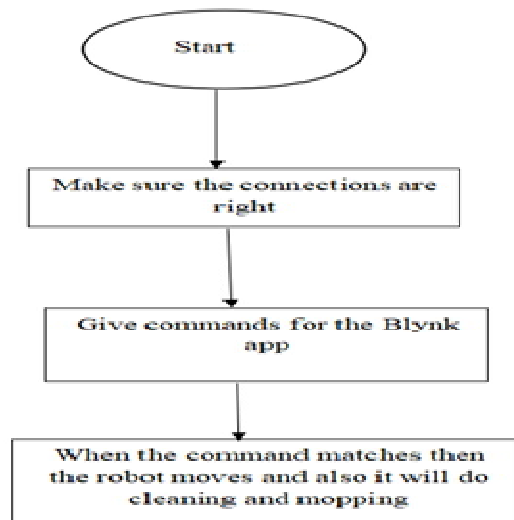 Start
Make sure the connections are
right
Give commands for the Blynk
app
When the command matches then
the robot moves and also it will do
cleaning and mopping